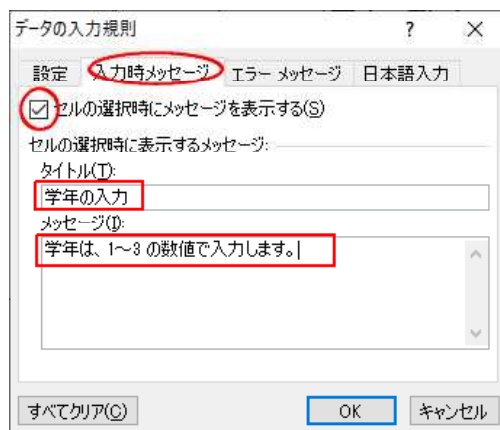 データの入力規則 ? ×
設定 入力時メッセージ エラー メッセージ 日本語入力
セルの選択時にメッセージを表示する(S)
セルの選択時に表示するメッセージ:
タイトル(T):
学年の入力
メッセージ(I):
学年は、1～3 の数値で入力します。
すべてクリア(C) OK キャンセル